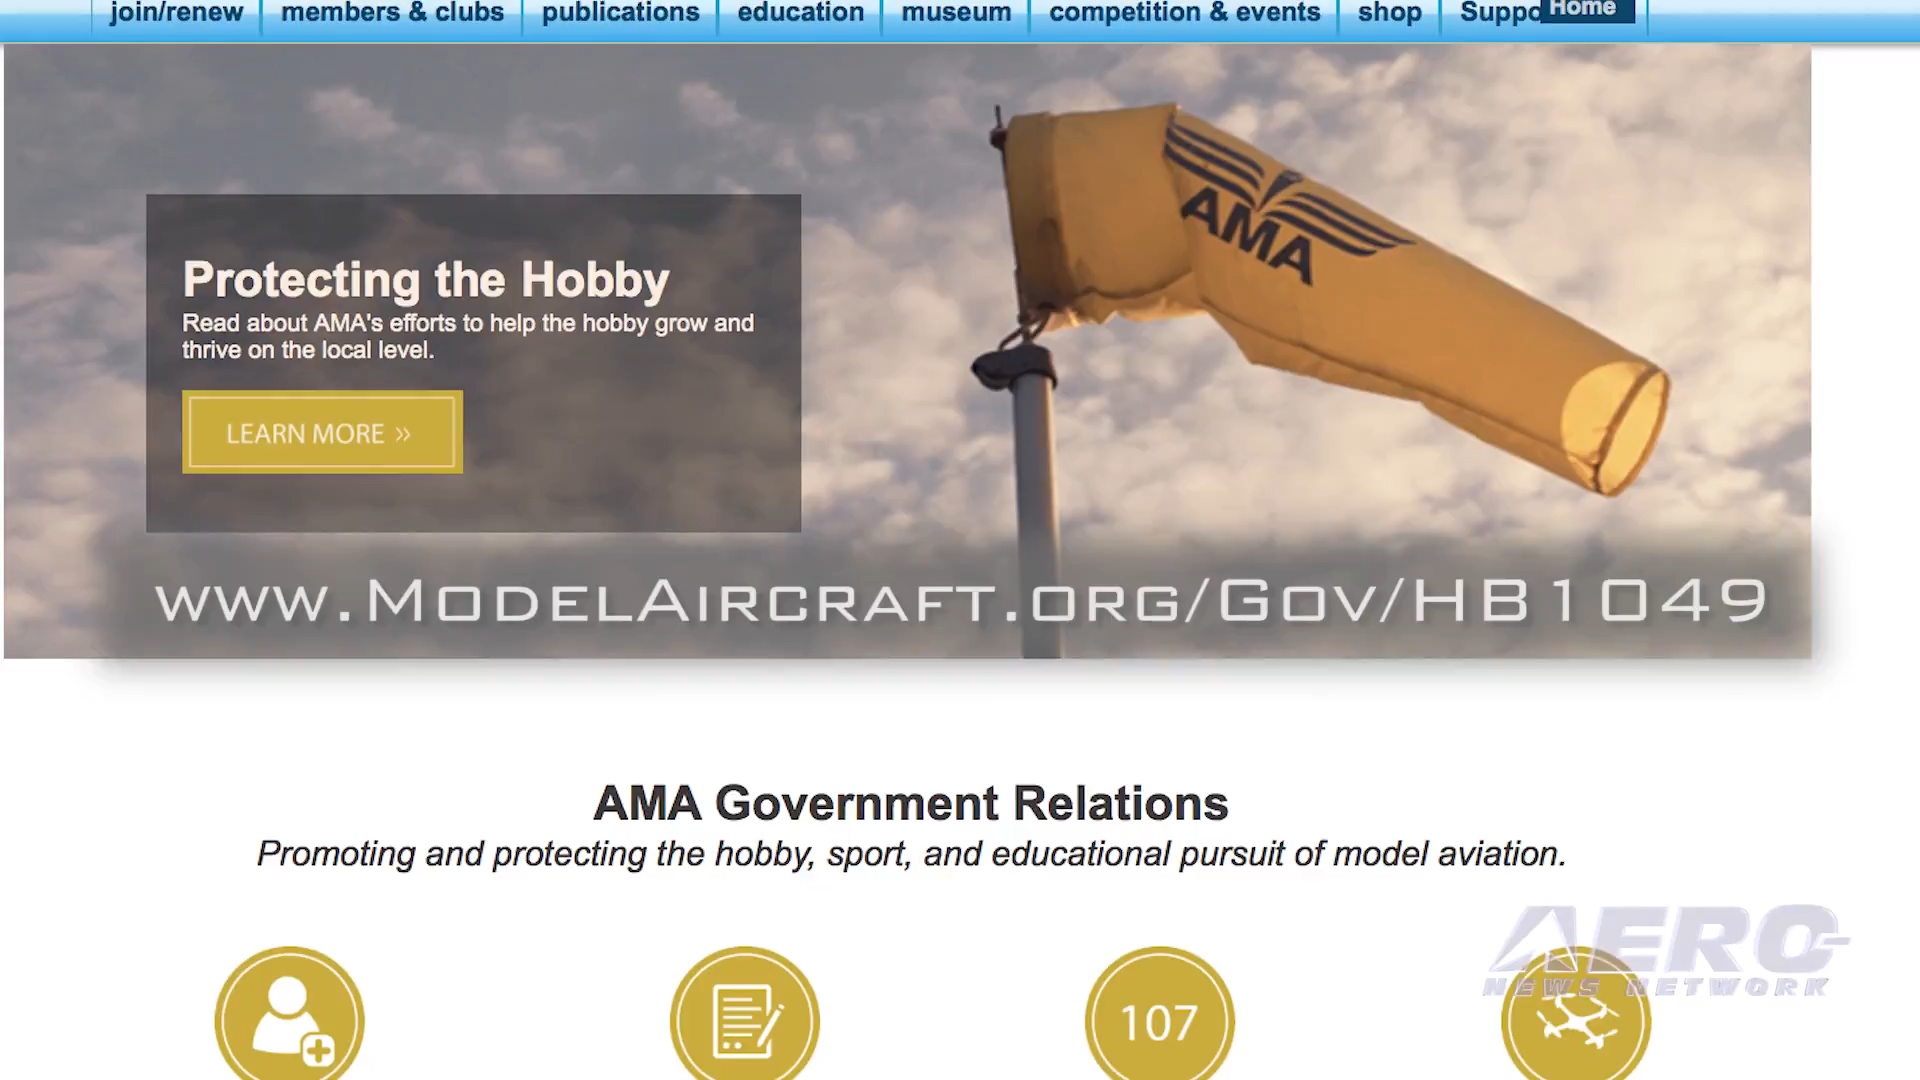 join/renew members & clubs publications education museum competition & events shop Suppo Home
AMA
Protecting the Hobby
Read about AMA's efforts to help the hobby grow and
thrive on the local level.
LEARN MORE »
www.ModelAircraft.org/Gov/HB1049
AMA Government Relations
Promoting and protecting the hobby, sport, and educational pursuit of model aviation.
AERO
NEWS NETWORK
107